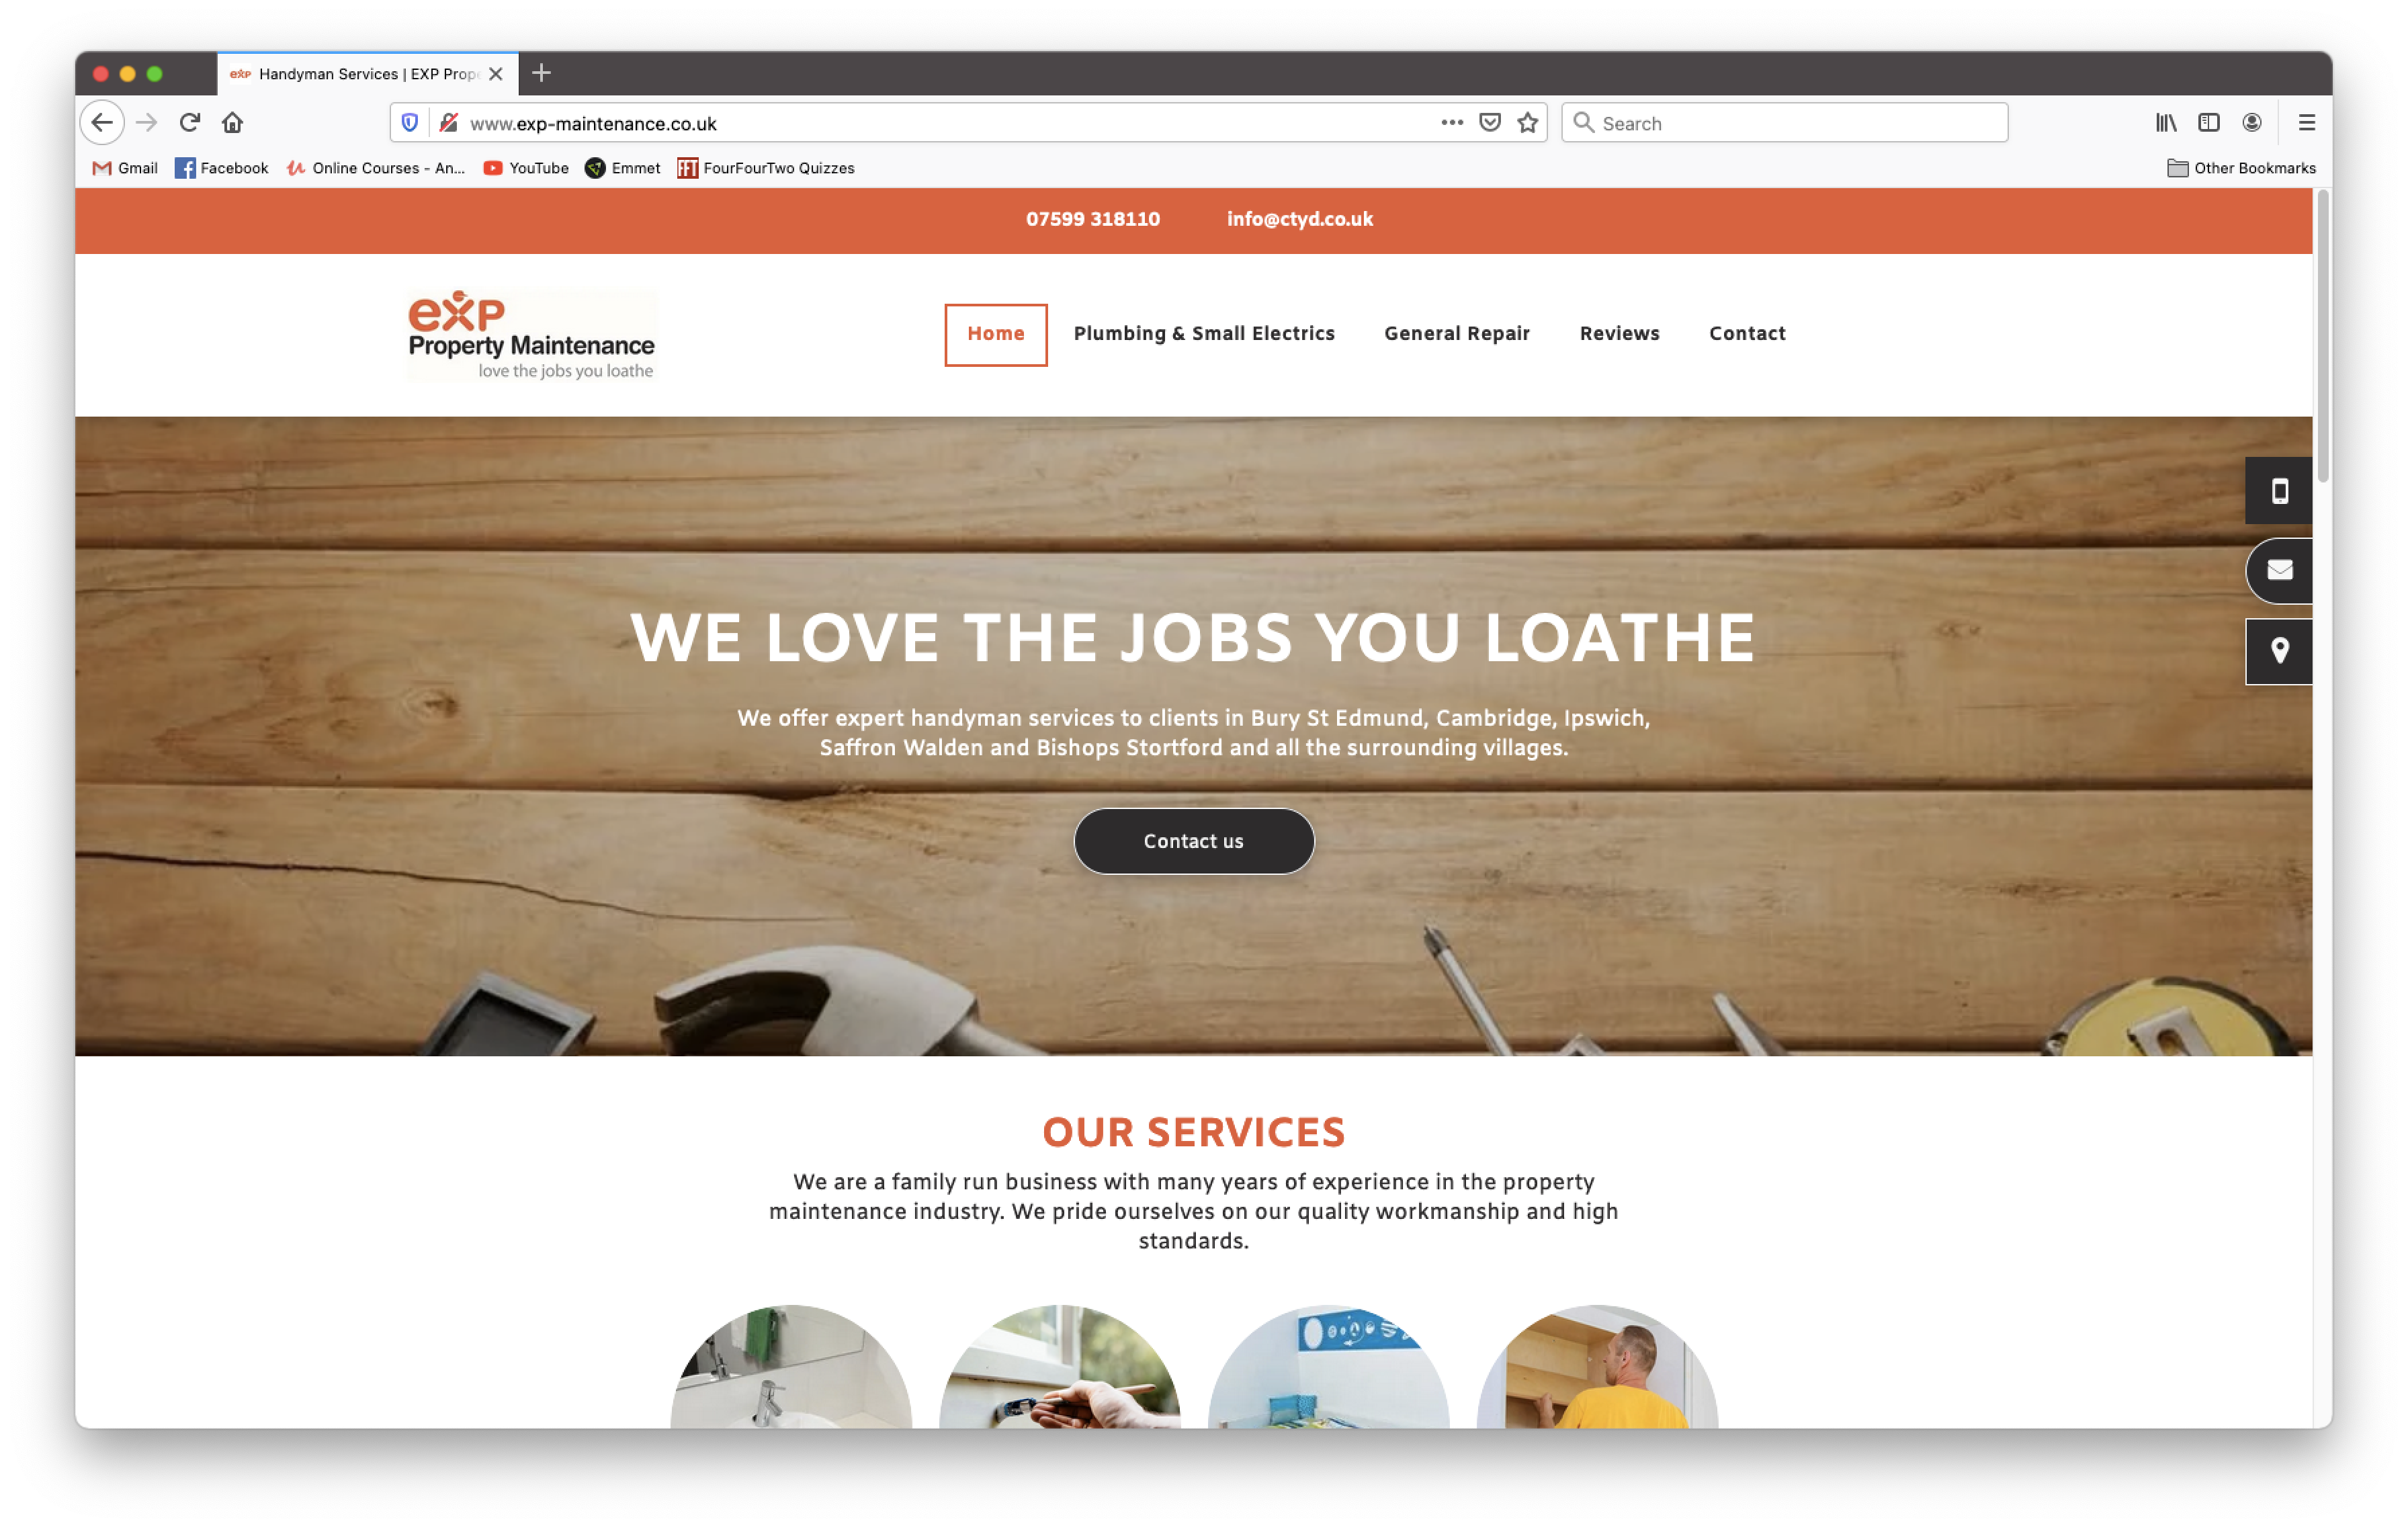 exp Handyman Services | EXP Prop
www.exp-maintenance.co.uk
Search
Gmail
Facebook
Online Courses - An...
YouTube
Emmet
FFT FourFourTwo Quizzes
Other Bookmarks
07599 318110
info@ctyd.co.uk
exp
Property Maintenance
love the jobs you loathe
Home
Plumbing & Small Electrics
General Repair
Reviews
Contact
WE LOVE THE JOBS YOU LOATHE
We offer expert handyman services to clients in Bury St Edmund, Cambridge, Ipswich,
Saffron Walden and Bishops Stortford and all the surrounding villages.
Contact us
OUR SERVICES
We are a family run business with many years of experience in the property
maintenance industry. We pride ourselves on our quality workmanship and high
standards.